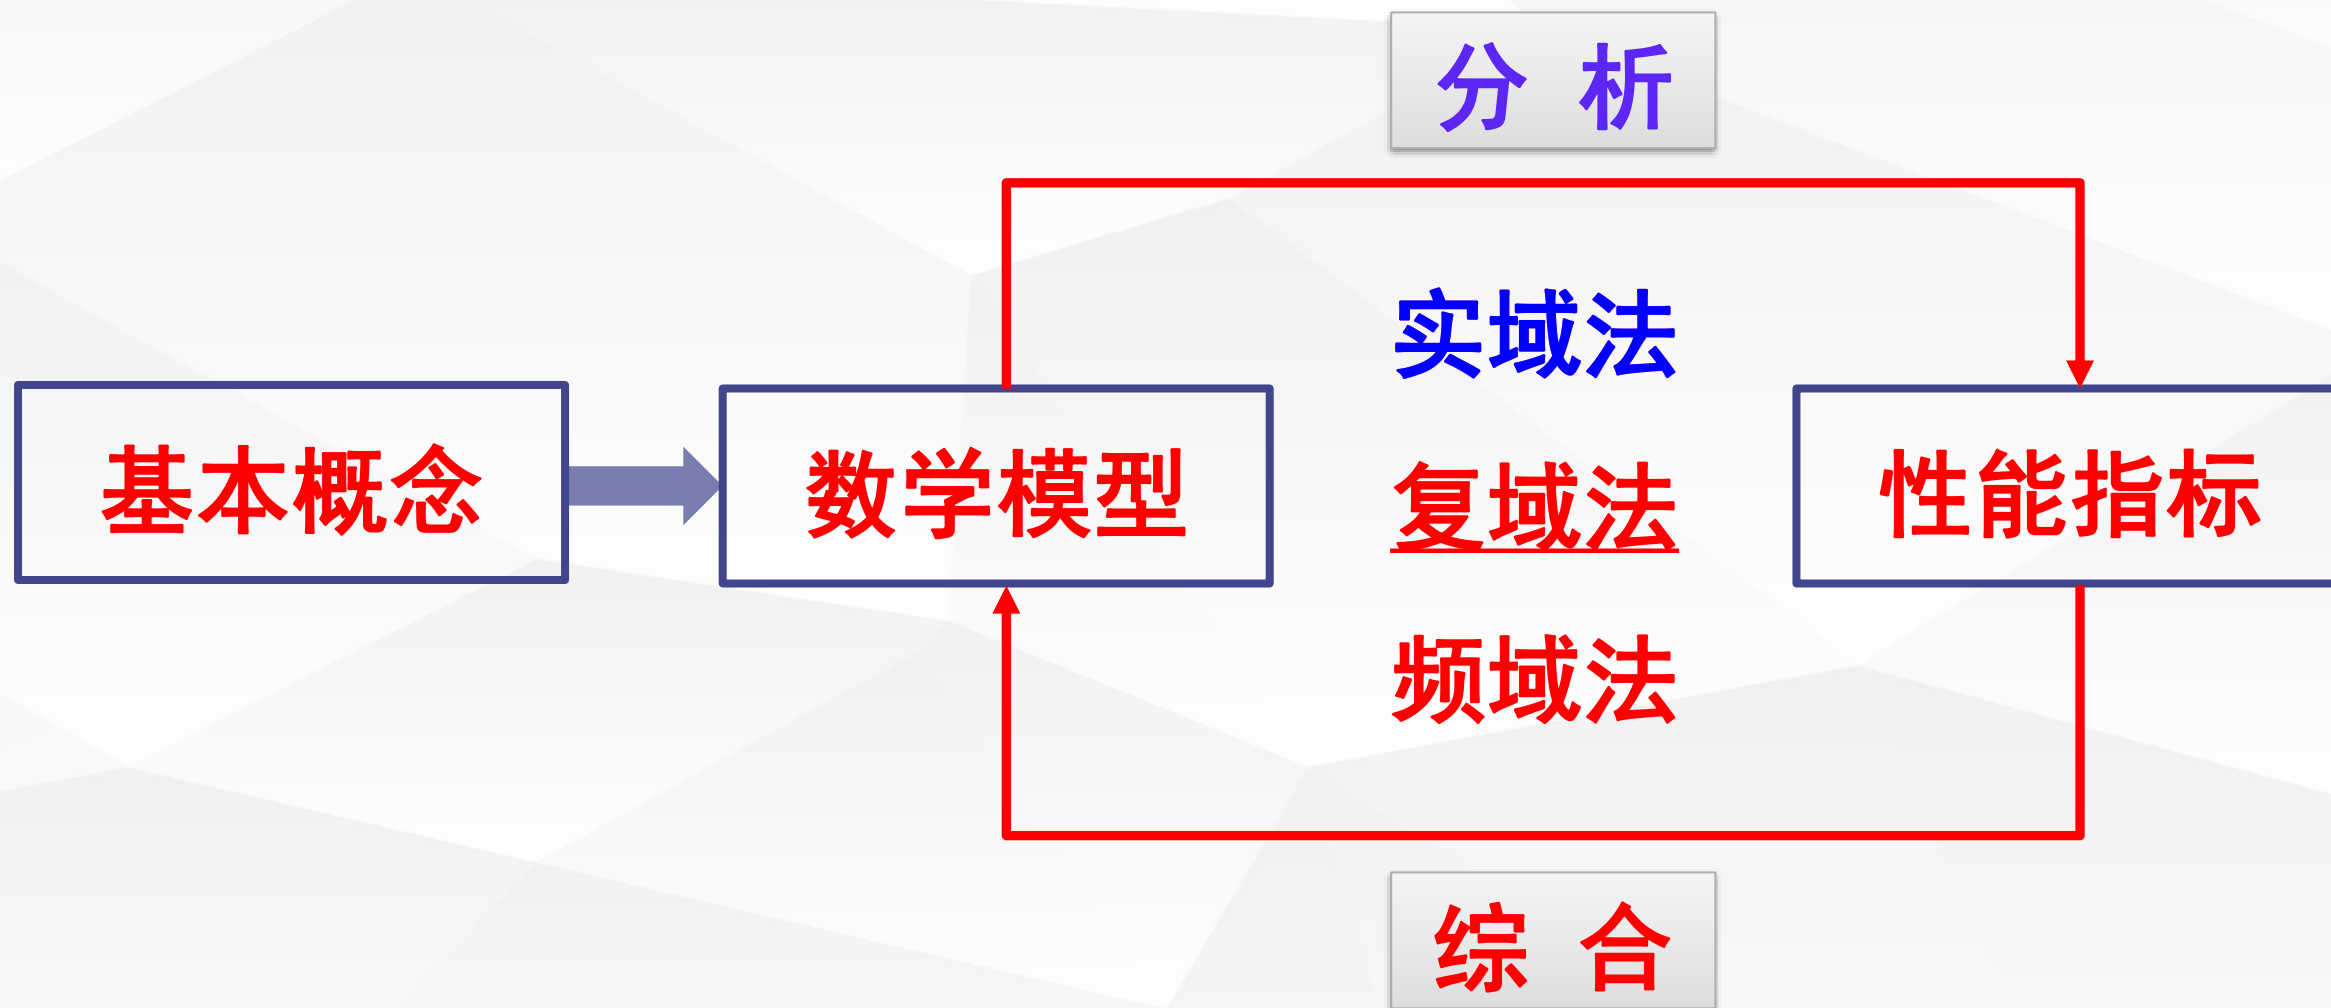 分 析
实域法
基本概念
数学模型
复域法
性能指标
频域法
综 合